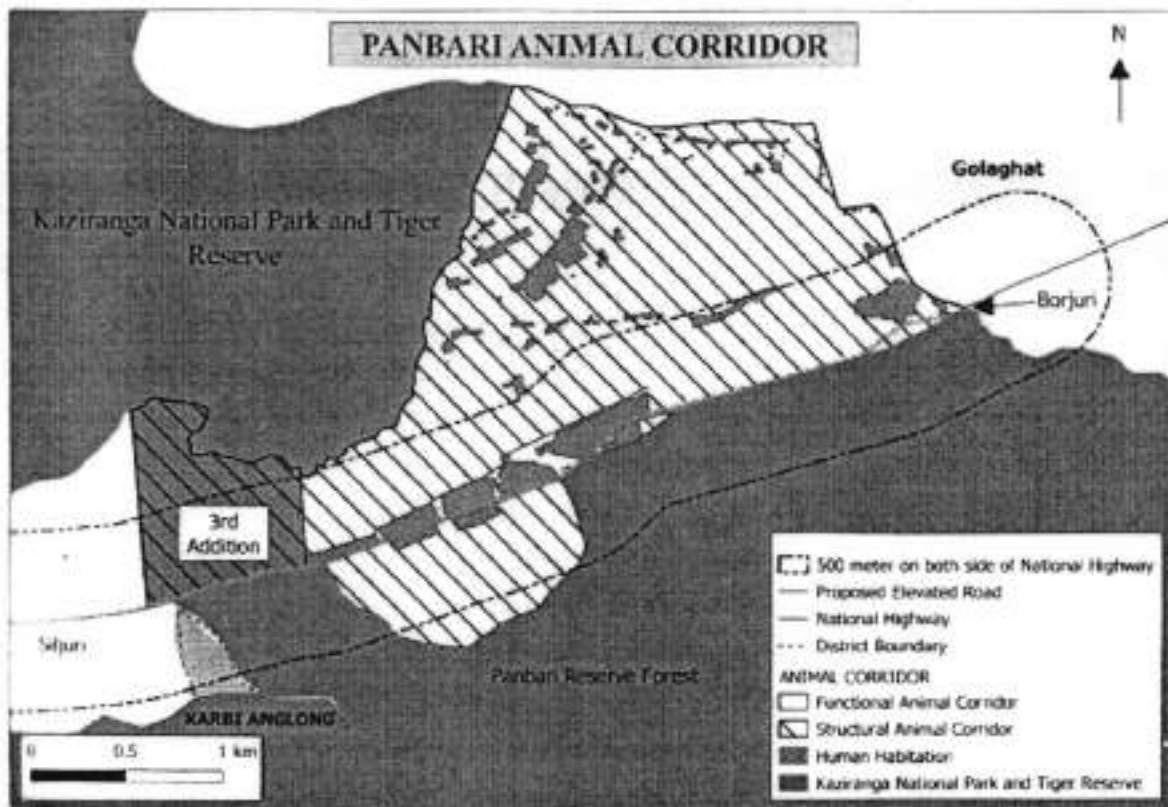 PANBARI ANIMAL CORRIDOR
N
Golaghat
Kaziranga National Park and Tiger
Reserve
Borjuri
3rd
Addition
Siljuri
Panbari Reserve Forest
KARBI ANGLONG
0 0.5 1 km
500 meter on both side of National Highway
Proposed Elevated Road
National Highway
District Boundary
ANIMAL CORRIDOR
Functional Animal Corridor
Structural Animal Corridor
Human Habitation
Kaziranga National Park and Tiger Reserve